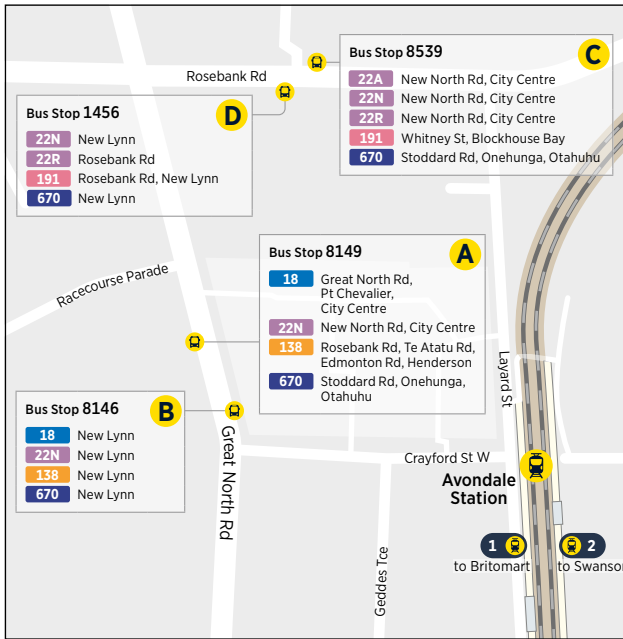 Bus Stop 8539
C
22A New North Rd, City Centre
22N New North Rd, City Centre
22R New North Rd, City Centre
191 Whitney St, Blockhouse Bay
670 Stoddard Rd, Onehunga, Otahuhu
Rosebank Rd
Bus Stop 1456
D
22N New Lynn
22R Rosebank Rd
191 Rosebank Rd, New Lynn
670 New Lynn
Racecourse Parade
Bus Stop 8149
A
18 Great North Rd,
Pt Chevalier,
City Centre
22N New North Rd, City Centre
138 Rosebank Rd, Te Atatu Rd,
Edmonton Rd, Henderson
670 Stoddard Rd, Onehunga,
Otahuhu
Layard St
Bus Stop 8146
B
18 New Lynn
22N New Lynn
138 New Lynn
670 New Lynn
Great North Rd
Crayford St W
Avondale
Station
Geddes Tce
1
to Britomart
2
to Swanson